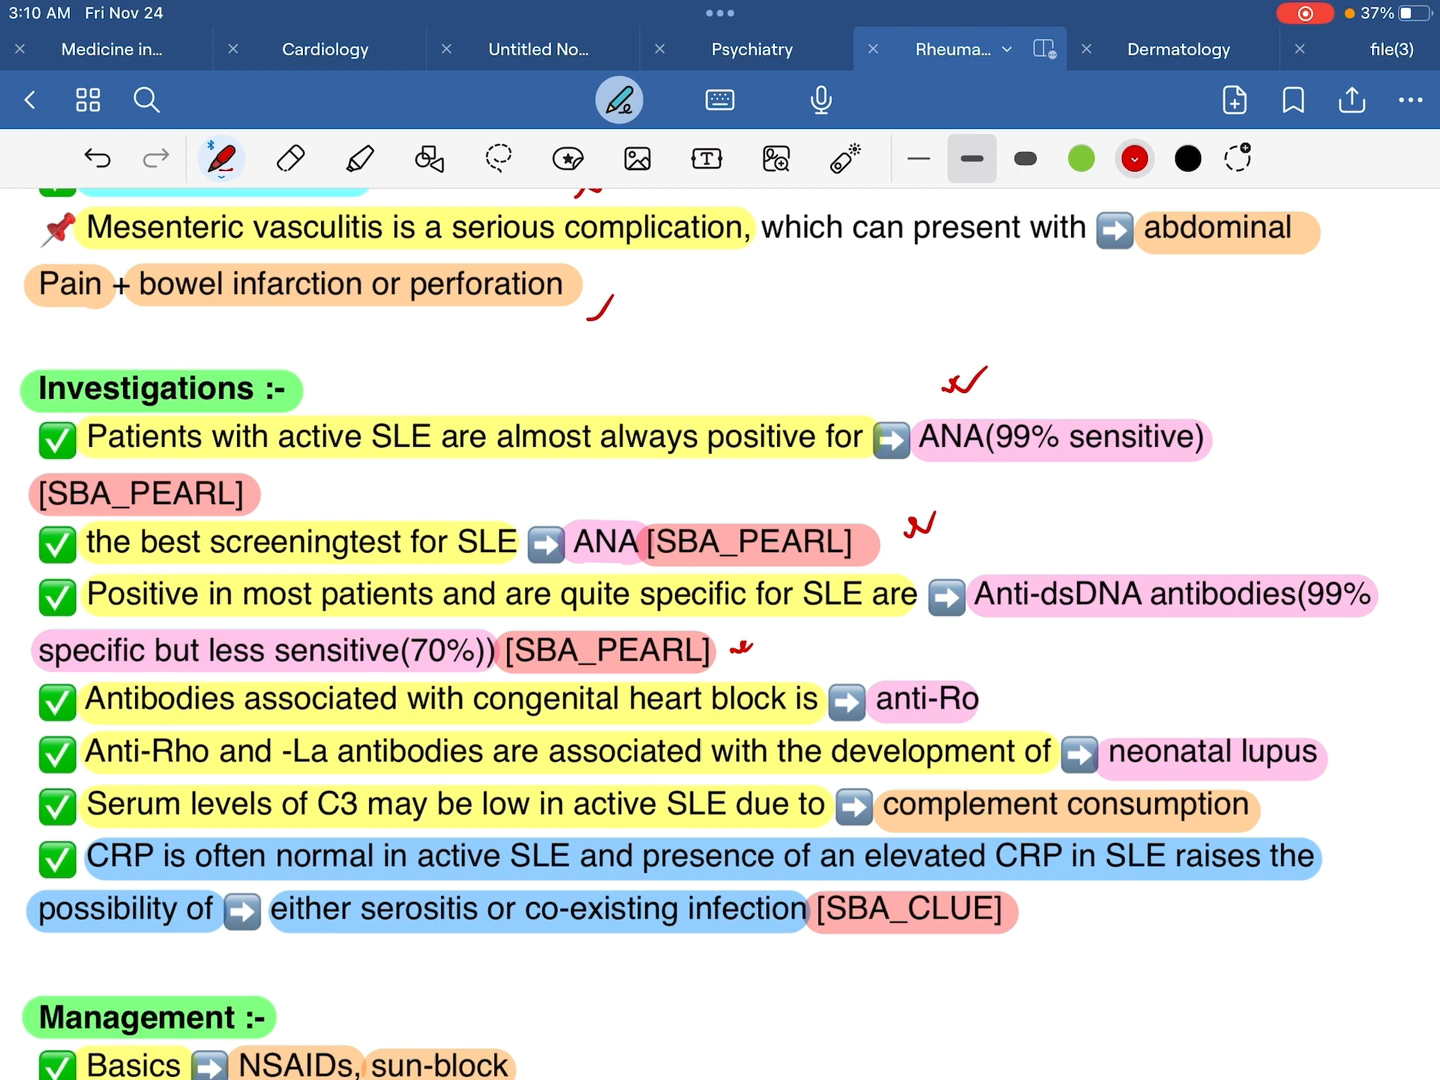 3:10 AM Fri Nov 24 37%
Medicine in... Cardiology Untitled No... Psychiatry Rheuma... Dermatology file(3)
📌 Mesenteric vasculitis is a serious complication, which can present with ➡️ abdominal
Pain + bowel infarction or perforation
Investigations :-
✅ Patients with active SLE are almost always positive for ➡️ ANA(99% sensitive)
[SBA_PEARL]
✅ the best screeningtest for SLE ➡️ ANA[SBA_PEARL]
✅ Positive in most patients and are quite specific for SLE are ➡️ Anti-dsDNA antibodies(99%
specific but less sensitive(70%)) [SBA_PEARL]
✅ Antibodies associated with congenital heart block is ➡️ anti-Ro
✅ Anti-Rho and -La antibodies are associated with the development of ➡️ neonatal lupus
✅ Serum levels of C3 may be low in active SLE due to ➡️ complement consumption
✅ CRP is often normal in active SLE and presence of an elevated CRP in SLE raises the
possibility of ➡️ either serositis or co-existing infection [SBA_CLUE]
Management :-
✅ Basics ➡️ NSAIDs, sun-block